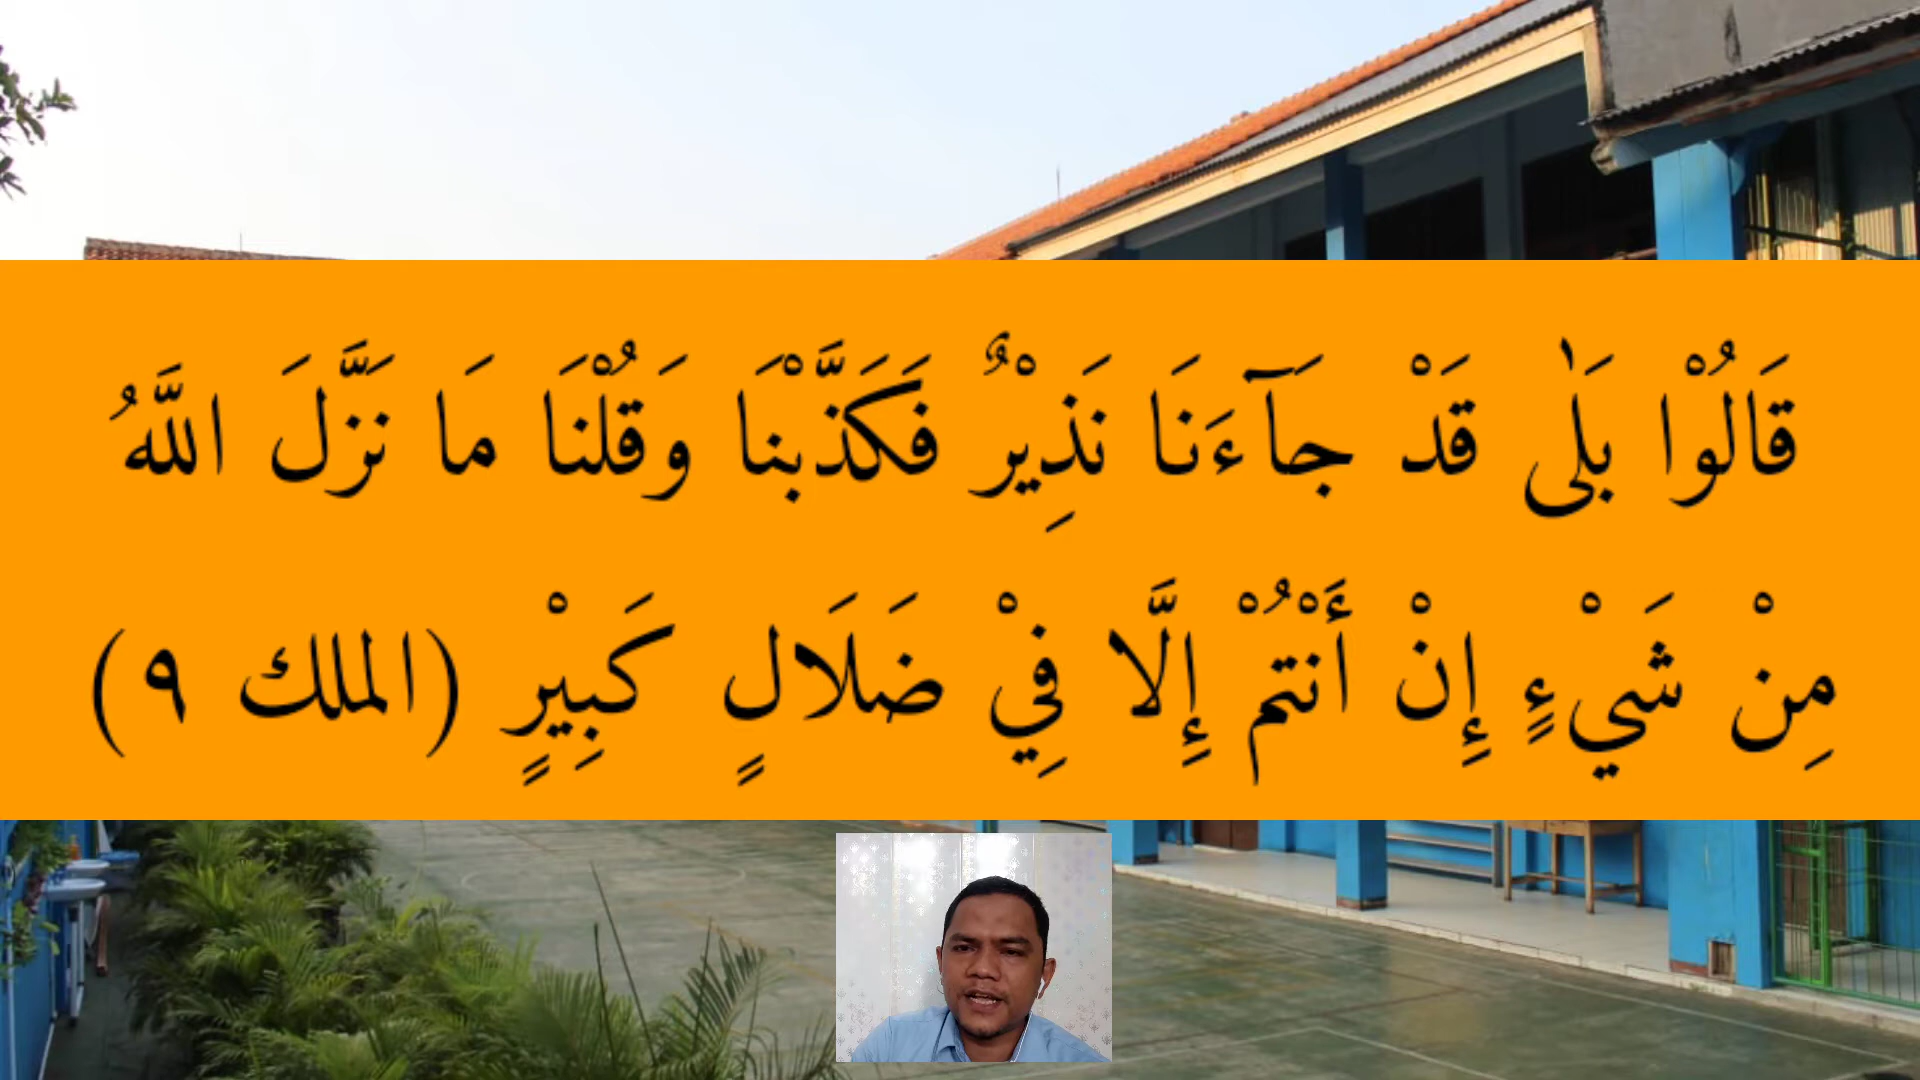 قَالُوْا بَلٰى قَدْ جَآءَنَا نَذِيْرٌ فَكَذَّبْنَا وَقُلْنَا مَا نَزَّلَ اللَّهُ
مِنْ شَيْءٍ إِنْ أَنْتُمْ إِلَّا فِيْ ضَلَالٍ كَبِيْرٍ (الملك ٩)